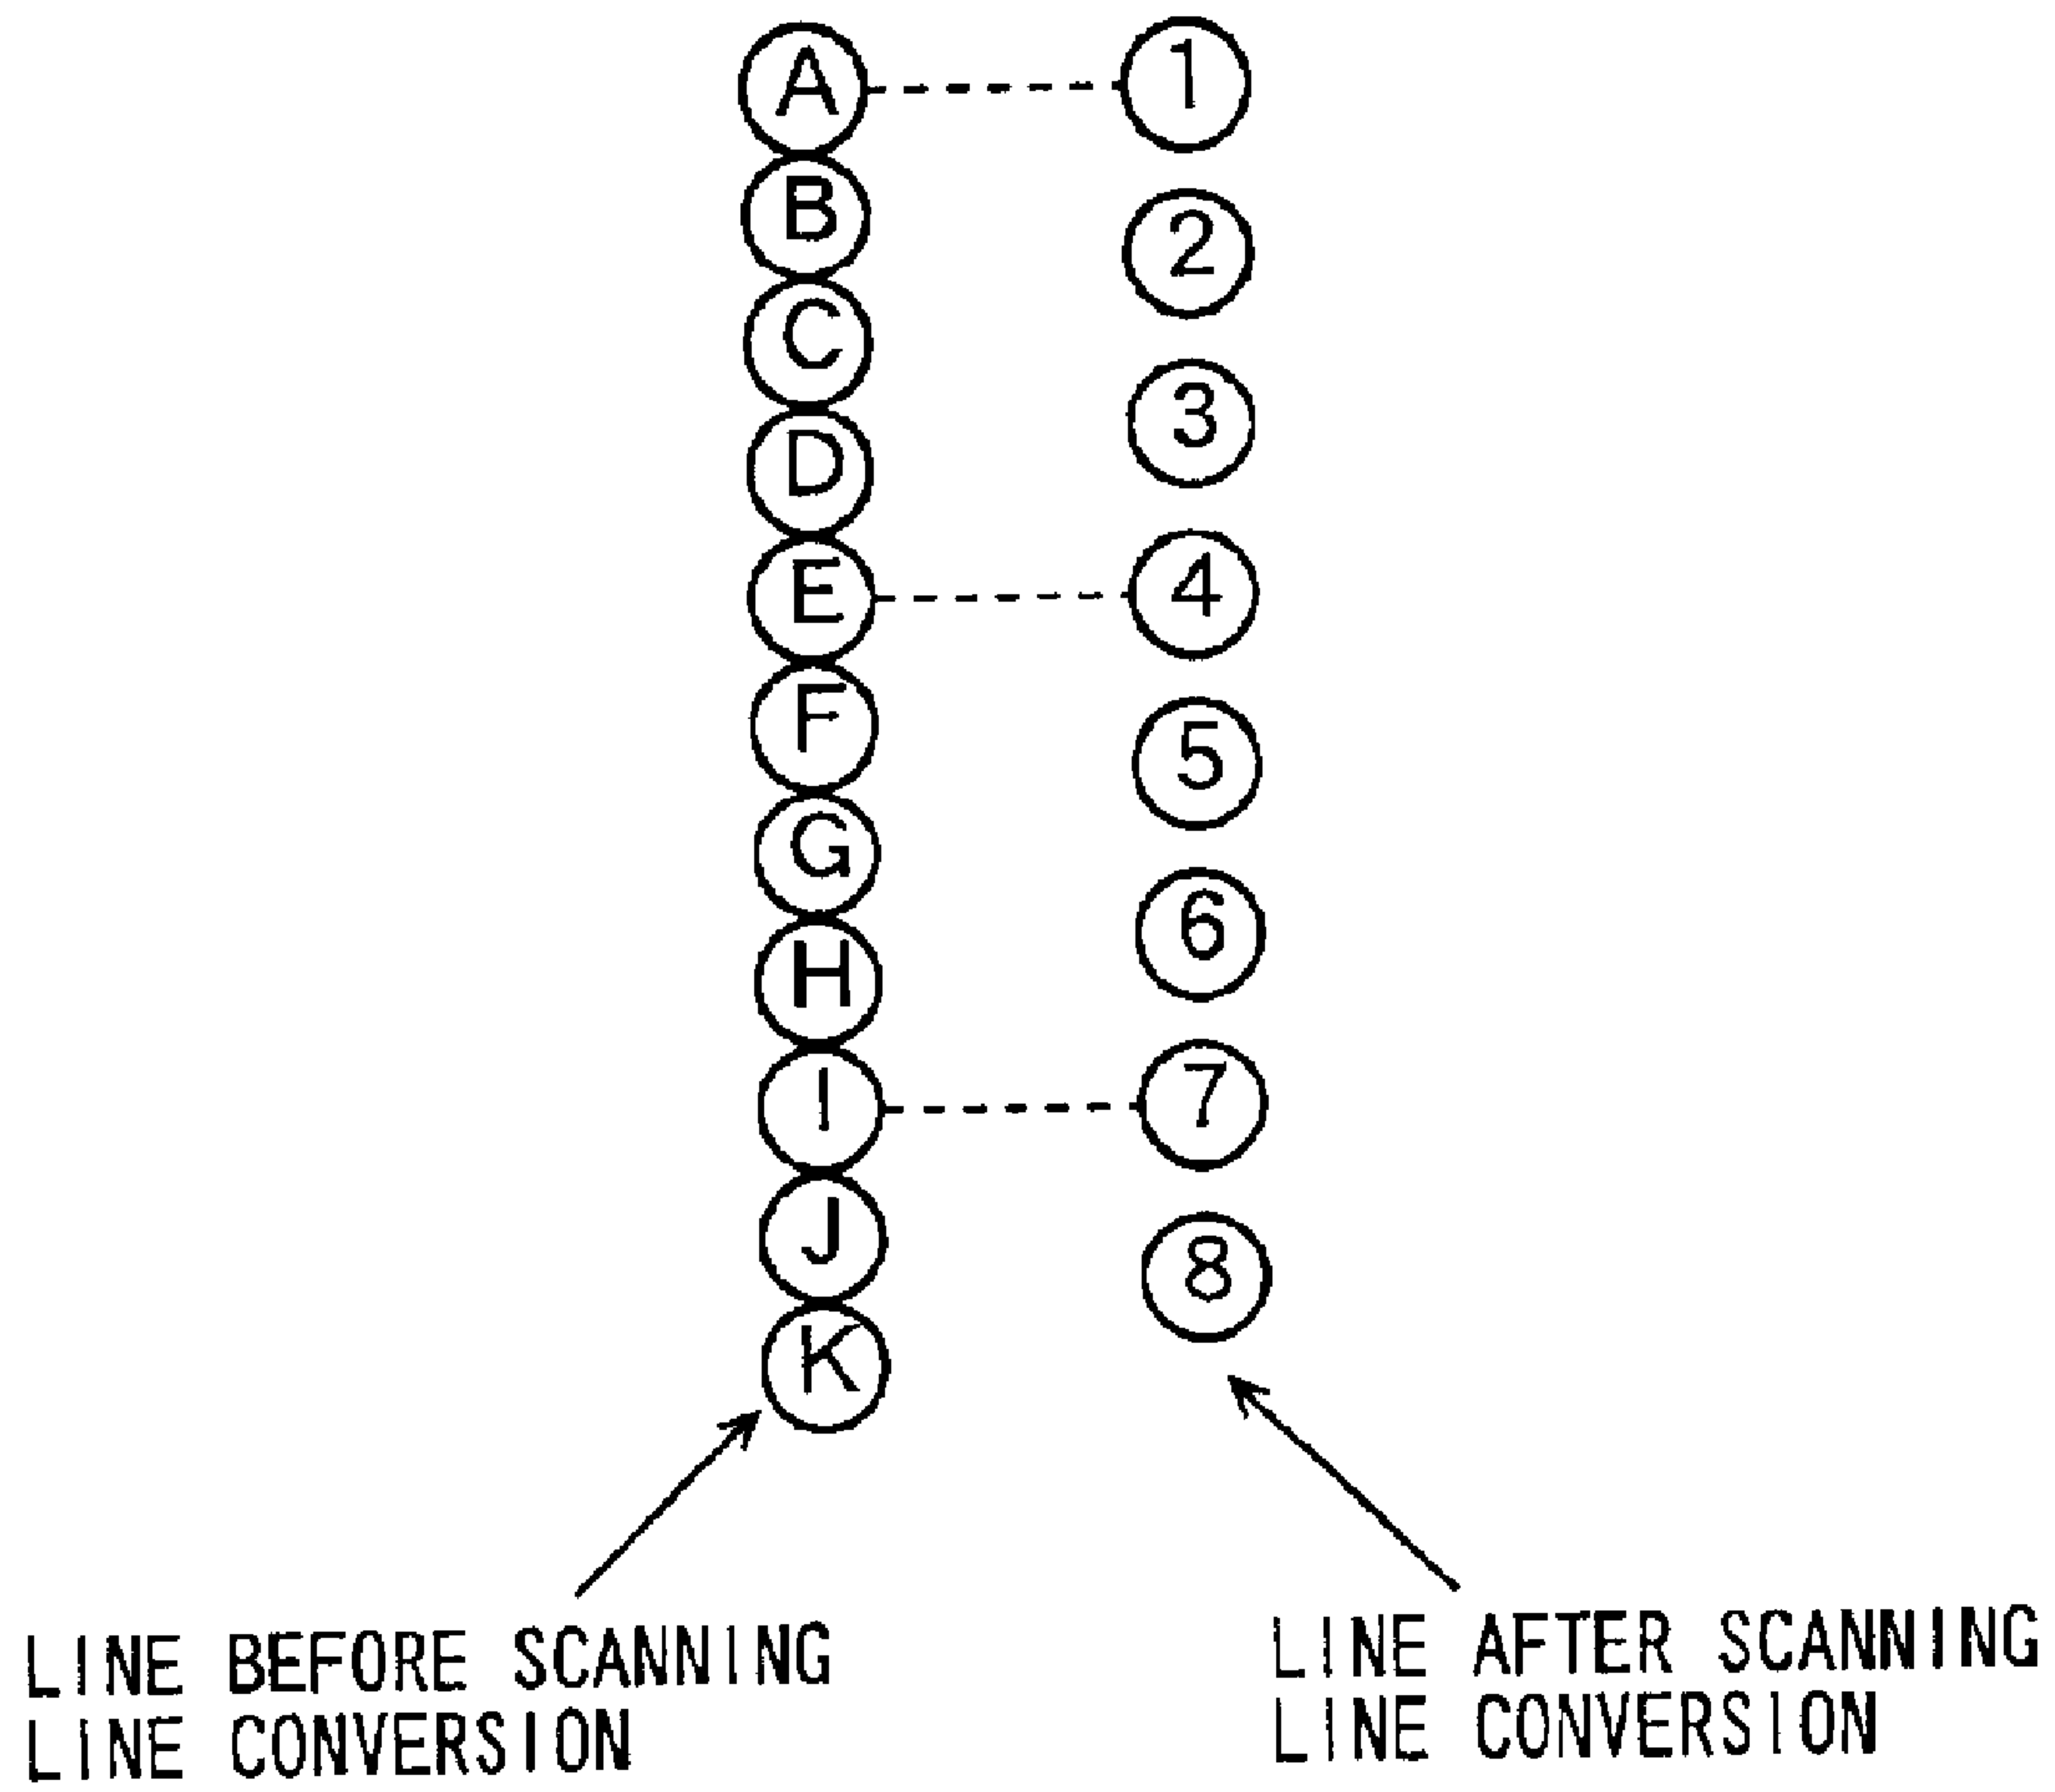 A 1
B
2
C
3
D
E 4
F
5
G
6
H
I 7
J
8
K
LINE BEFORE SCANNING
LINE CONVERSION
LINE AFTER SCANNING
LINE CONVERSION